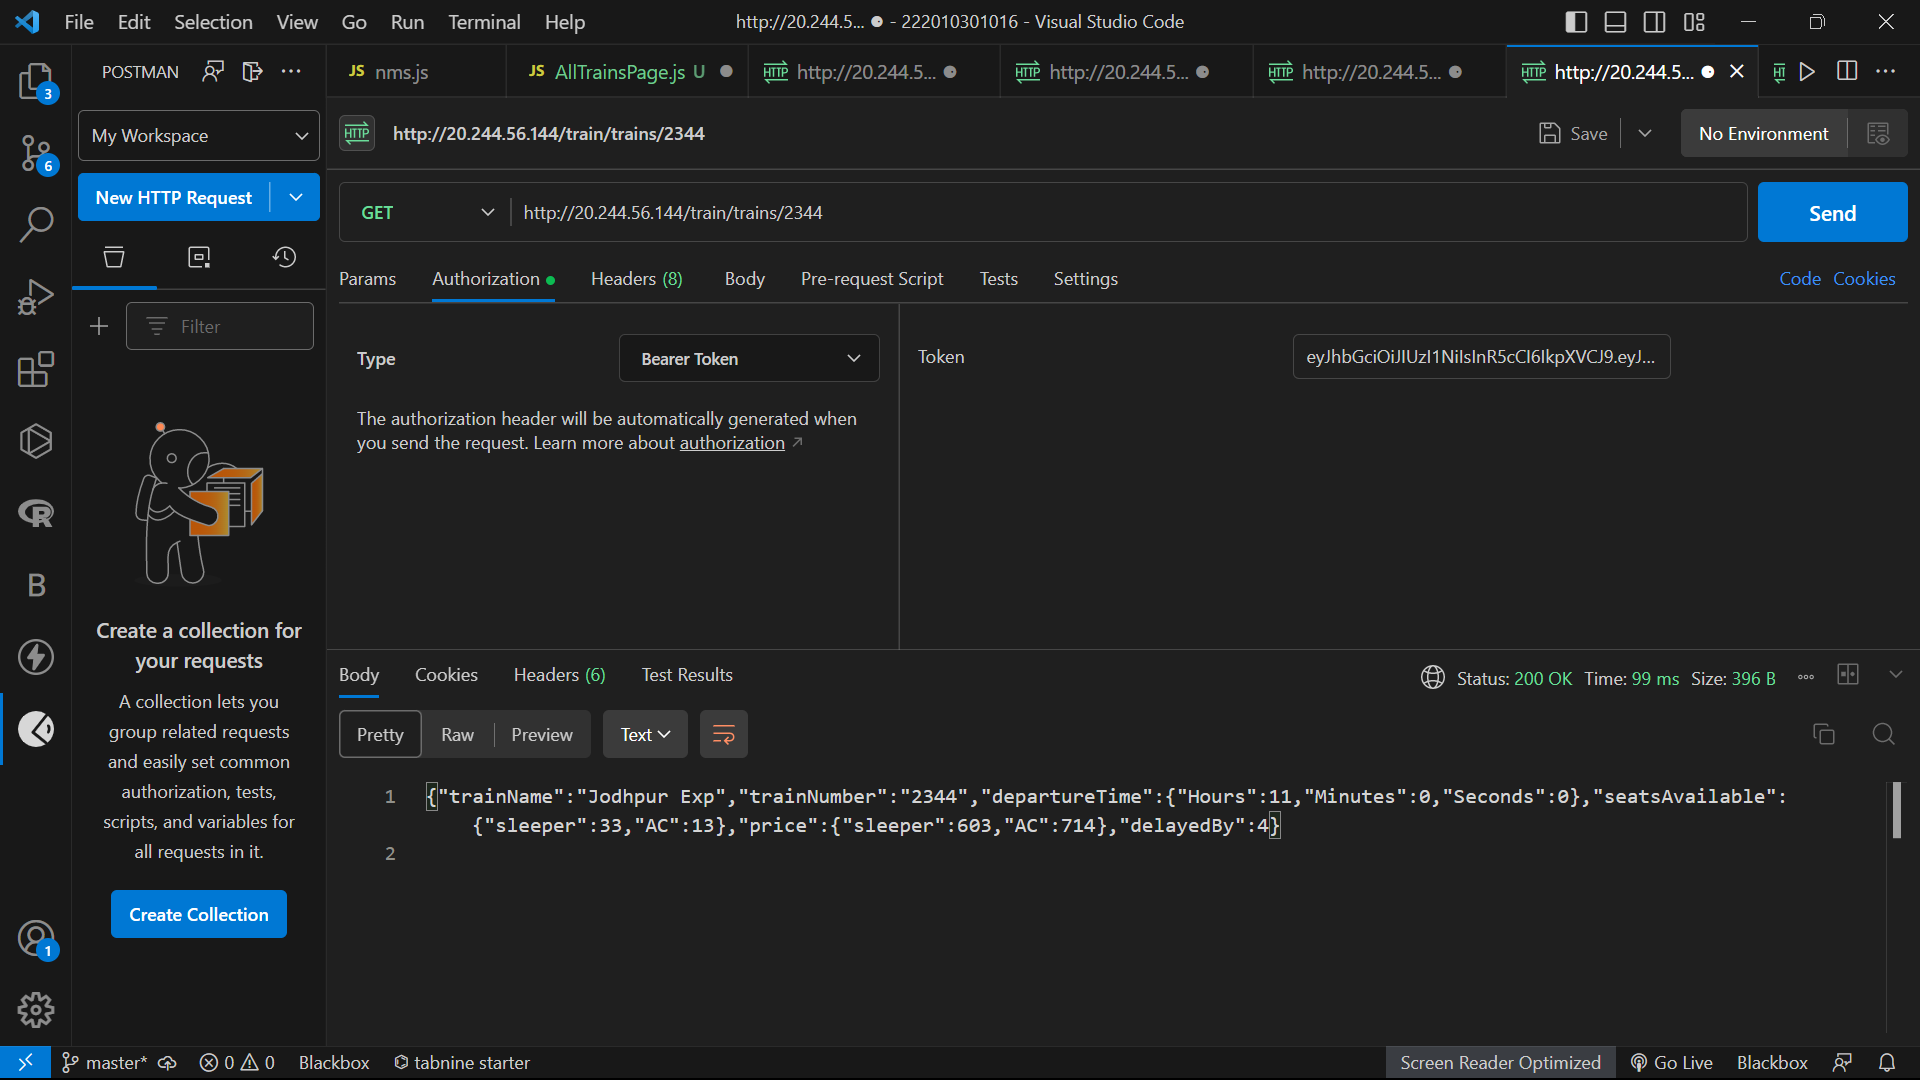 File Edit Selection View Go Run Terminal Help
http://20.244.5... ● - 222010301016 - Visual Studio Code
POSTMAN
JS nms.js
JS AllTrainsPage.js U
HTTP http://20.244.5...
HTTP http://20.244.5...
HTTP http://20.244.5...
HTTP http://20.244.5...
HT
3
My Workspace
HTTP http://20.244.56.144/train/trains/2344
Save
No Environment
6
New HTTP Request
GET http://20.244.56.144/train/trains/2344
Send
Params Authorization Headers (8) Body Pre-request Script Tests Settings
Code Cookies
Filter
Type Bearer Token
Token eyJhbGciOiJIUzI1NiIsInR5cCI6IkpXVCJ9.eyJ...
The authorization header will be automatically generated when
you send the request. Learn more about authorization
R
B
Create a collection for
your requests
A collection lets you
group related requests
and easily set common
authorization, tests,
scripts, and variables for
all requests in it.
Create Collection
1
Body Cookies Headers (6) Test Results
Status: 200 OK Time: 99 ms Size: 396 B
Pretty Raw Preview Text
1 {"trainName":"Jodhpur Exp","trainNumber":"2344","departureTime":{"Hours":11,"Minutes":0,"Seconds":0},"seatsAvailable":
{"sleeper":33,"AC":13},"price":{"sleeper":603,"AC":714},"delayedBy":4}
2
master* 0 0 Blackbox tabnine starter
Screen Reader Optimized Go Live Blackbox